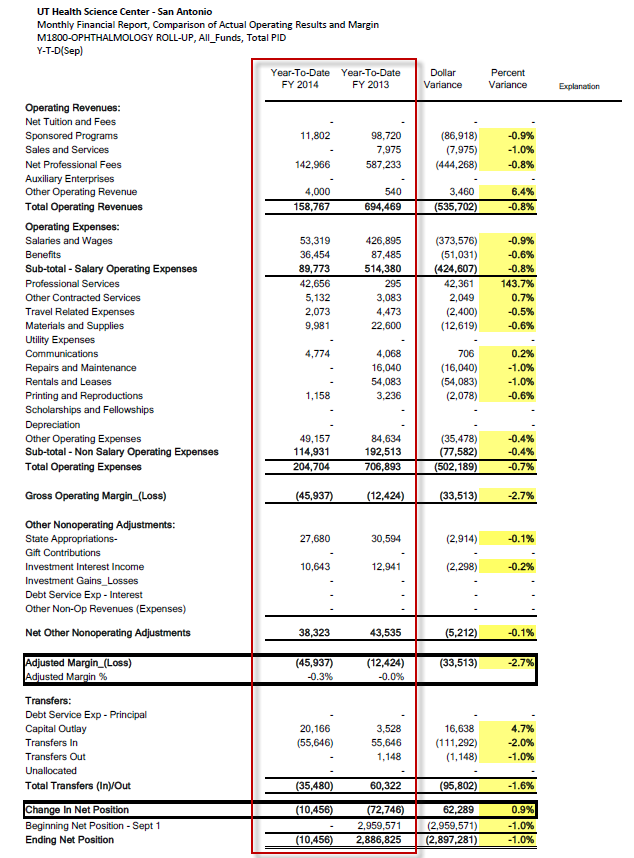 UT Health Science Center - San Antonio
Monthly Financial Report, Comparison of Actual Operating Results and Margin
M1800-OPHTHALMOLOGY ROLL-UP, All_Funds, Total PID
Y-T-D(Sep)
Year-To-Date Year-To-Date Dollar Percent
FY 2014 FY 2013 Variance Variance Explanation
Operating Revenues:
Net Tuition and Fees - - - -
Sponsored Programs 11,802 98,720 (86,918) -0.9%
Sales and Services - 7,975 (7,975) -1.0%
Net Professional Fees 142,966 587,233 (444,268) -0.8%
Auxiliary Enterprises - - - -
Other Operating Revenue 4,000 540 3,460 6.4%
Total Operating Revenues 158,767 694,469 (535,702) -0.8%
Operating Expenses:
Salaries and Wages 53,319 426,895 (373,576) -0.9%
Benefits 36,454 87,485 (51,031) -0.6%
Sub-total - Salary Operating Expenses 89,773 514,380 (424,607) -0.8%
Professional Services 42,656 295 42,361 143.7%
Other Contracted Services 5,132 3,083 2,049 0.7%
Travel Related Expenses 2,073 4,473 (2,400) -0.5%
Materials and Supplies 9,981 22,600 (12,619) -0.6%
Utility Expenses - - - -
Communications 4,774 4,068 706 0.2%
Repairs and Maintenance - 16,040 (16,040) -1.0%
Rentals and Leases - 54,083 (54,083) -1.0%
Printing and Reproductions 1,158 3,236 (2,078) -0.6%
Scholarships and Fellowships - - - -
Depreciation - - - -
Other Operating Expenses 49,157 84,634 (35,478) -0.4%
Sub-total - Non Salary Operating Expenses 114,931 192,513 (77,582) -0.4%
Total Operating Expenses 204,704 706,893 (502,189) -0.7%
Gross Operating Margin_(Loss) (45,937) (12,424) (33,513) -2.7%
Other Nonoperating Adjustments:
State Appropriations- 27,680 30,594 (2,914) -0.1%
Gift Contributions - - - -
Investment Interest Income 10,643 12,941 (2,298) -0.2%
Investment Gains_Losses - - - -
Debt Service Exp - Interest - - - -
Other Non-Op Revenues (Expenses) - - - -
Net Other Nonoperating Adjustments 38,323 43,535 (5,212) -0.1%
Adjusted Margin_(Loss) (45,937) (12,424) (33,513) -2.7%
Adjusted Margin % -0.3% -0.0%
Transfers:
Debt Service Exp - Principal - - - -
Capital Outlay 20,166 3,528 16,638 4.7%
Transfers In (55,646) 55,646 (111,292) -2.0%
Transfers Out - 1,148 (1,148) -1.0%
Unallocated - - - -
Total Transfers (In)/Out (35,480) 60,322 (95,802) -1.6%
Change In Net Position (10,456) (72,746) 62,289 0.9%
Beginning Net Position - Sept 1 - 2,959,571 (2,959,571) -1.0%
Ending Net Position (10,456) 2,886,825 (2,897,281) -1.0%